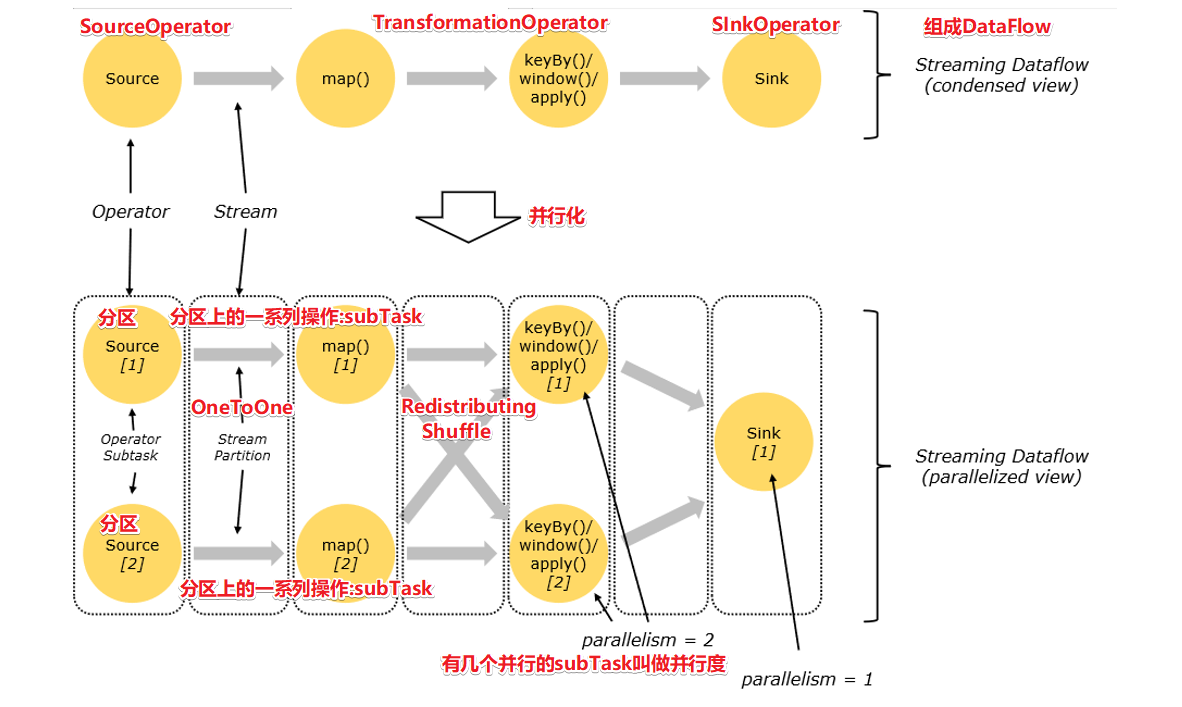 SourceOperator
TransformationOperator
SInkOperator
组成DataFlow
Source
map()
keyBy()/
window()/
apply()
Sink
Streaming Dataflow
(condensed view)
Operator
Stream
并行化
分区
分区上的一系列操作:subTask
Source
[1]
map()
[1]
keyBy()/
window()/
apply()
[1]
OneToOne
Redistributing
Shuffle
Operator
Subtask
Stream
Partition
Sink
[1]
Streaming Dataflow
(parallelized view)
分区
Source
[2]
map()
[2]
keyBy()/
window()/
apply()
[2]
分区上的一系列操作:subTask
parallelism = 2
有几个并行的subTask叫做并行度
parallelism = 1